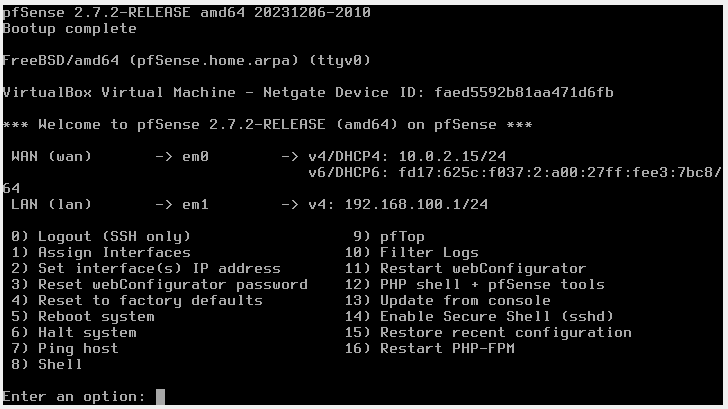 pfSense 2.7.2-RELEASE amd64 20231206-2010
Bootup complete

FreeBSD/amd64 (pfSense.home.arpa) (ttyv0)

VirtualBox Virtual Machine - Netgate Device ID: faed5592b81aa471d6fb

*** Welcome to pfSense 2.7.2-RELEASE (amd64) on pfSense ***

 WAN (wan)       -> em0        -> v4/DHCP4: 10.0.2.15/24
                                  v6/DHCP6: fd17:625c:f037:2:a00:27ff:fee3:7bc8/
64
 LAN (lan)       -> em1        -> v4: 192.168.100.1/24

 0) Logout (SSH only)                  9) pfTop
 1) Assign Interfaces                 10) Filter Logs
 2) Set interface(s) IP address       11) Restart webConfigurator
 3) Reset webConfigurator password    12) PHP shell + pfSense tools
 4) Reset to factory defaults         13) Update from console
 5) Reboot system                     14) Enable Secure Shell (sshd)
 6) Halt system                       15) Restore recent configuration
 7) Ping host                         16) Restart PHP-FPM
 8) Shell

Enter an option: